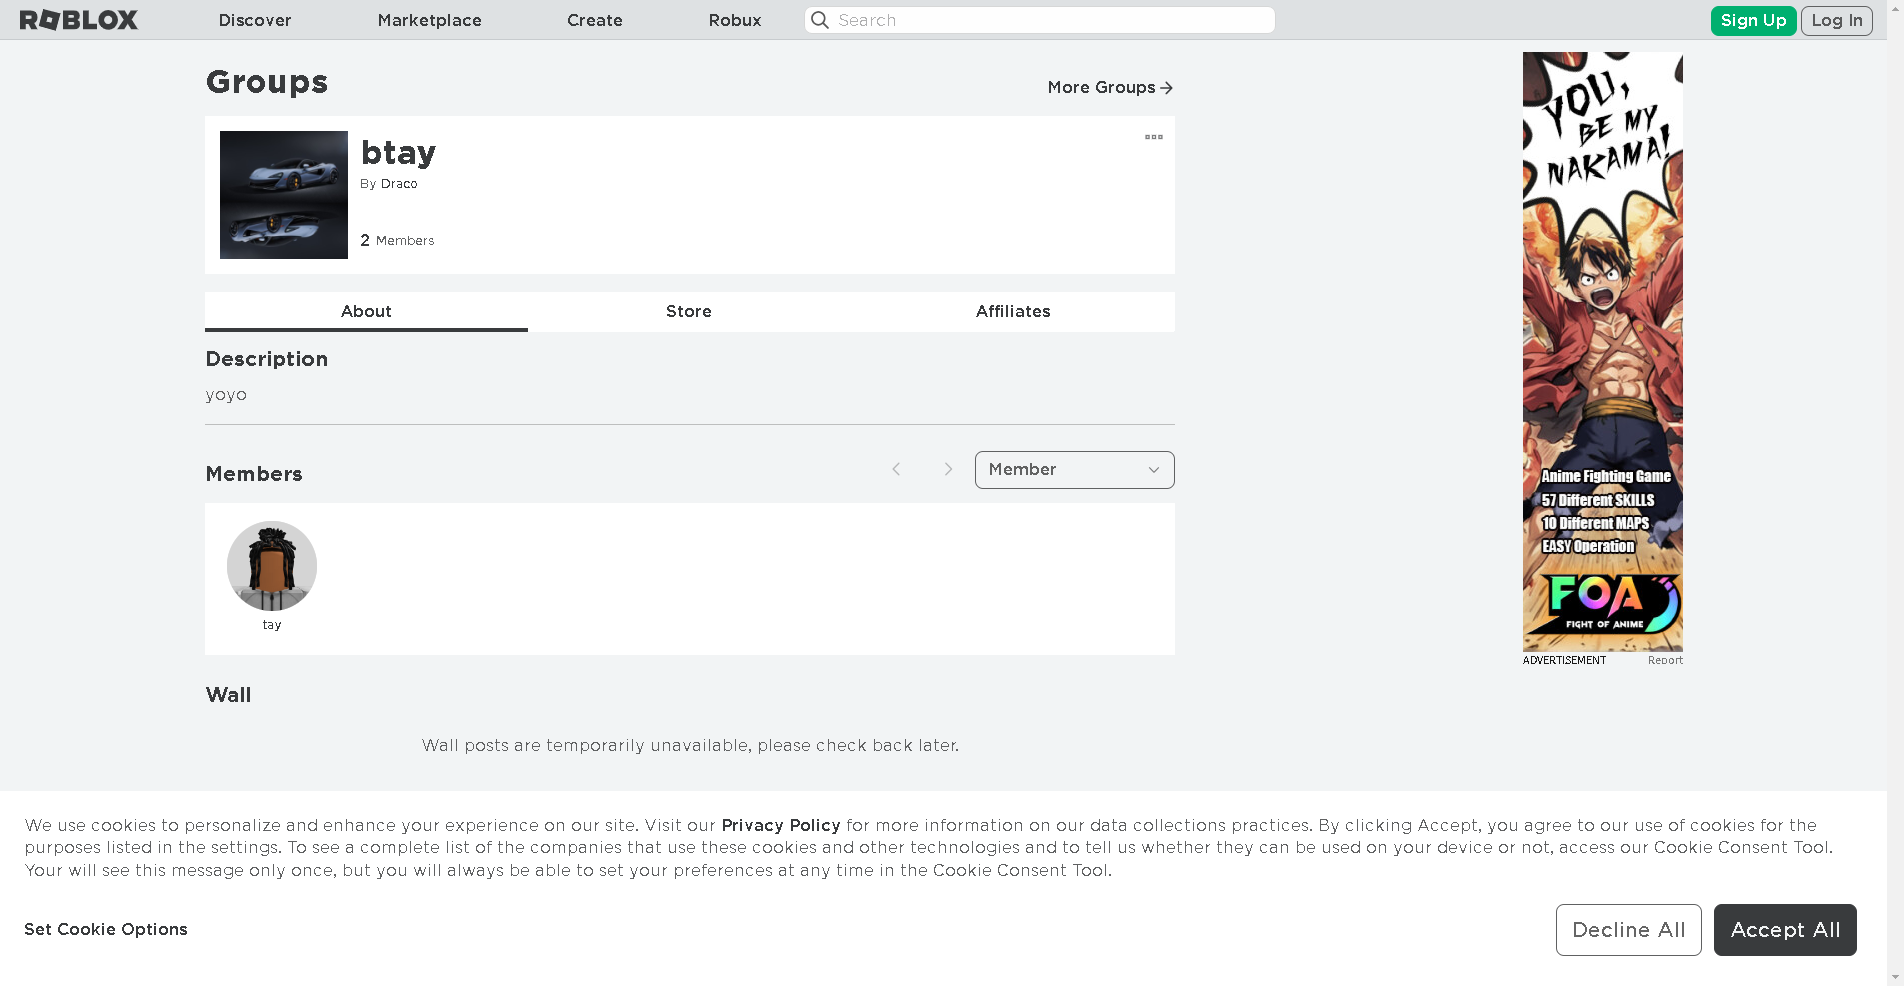 ROBLOX Discover Marketplace Create Robux Search Sign Up Log In
Groups
More Groups
btay
By Draco
2 Members
About Store Affiliates
Description
yoyo
Members
Member
tay
Wall
Wall posts are temporarily unavailable, please check back later.
YOU,
BE MY
NAKAMA!
Anime Fighting Game
57 Different SKILLS
10 Different MAPS
EASY Operation
FOA
FIGHT OF ANIME
ADVERTISEMENT Report
We use cookies to personalize and enhance your experience on our site. Visit our Privacy Policy for more information on our data collections practices. By clicking Accept, you agree to our use of cookies for the
purposes listed in the settings. To see a complete list of the companies that use these cookies and other technologies and to tell us whether they can be used on your device or not, access our Cookie Consent Tool.
Your will see this message only once, but you will always be able to set your preferences at any time in the Cookie Consent Tool.
Set Cookie Options
Decline All Accept All